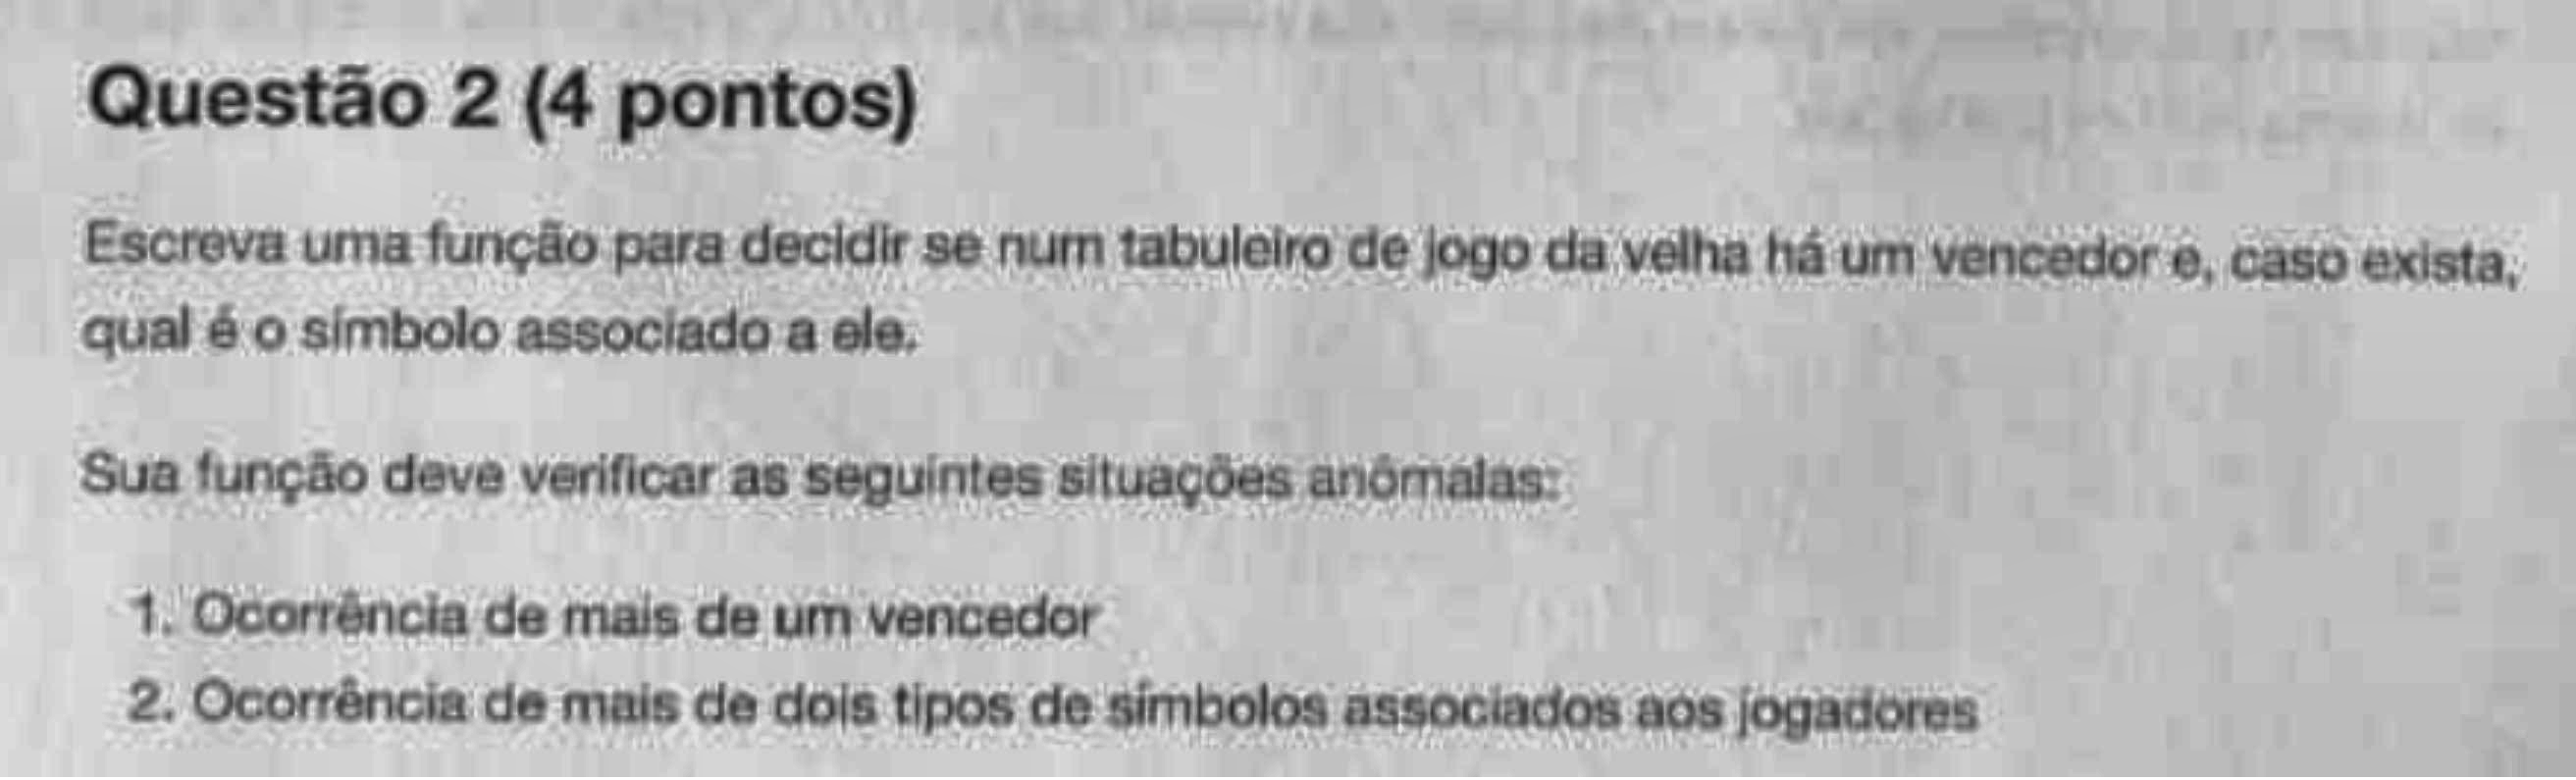 Questão 2 (4 pontos)
Escreva uma função para decidir se num tabuleiro de jogo da velha há um vencedor e, caso exista,
qual é o símbolo associado a ele.
Sua função deve verificar as seguintes situações anômalas:
1. Ocorrência de mais de um vencedor
2. Ocorrência de mais de dois tipos de símbolos associados aos jogadores